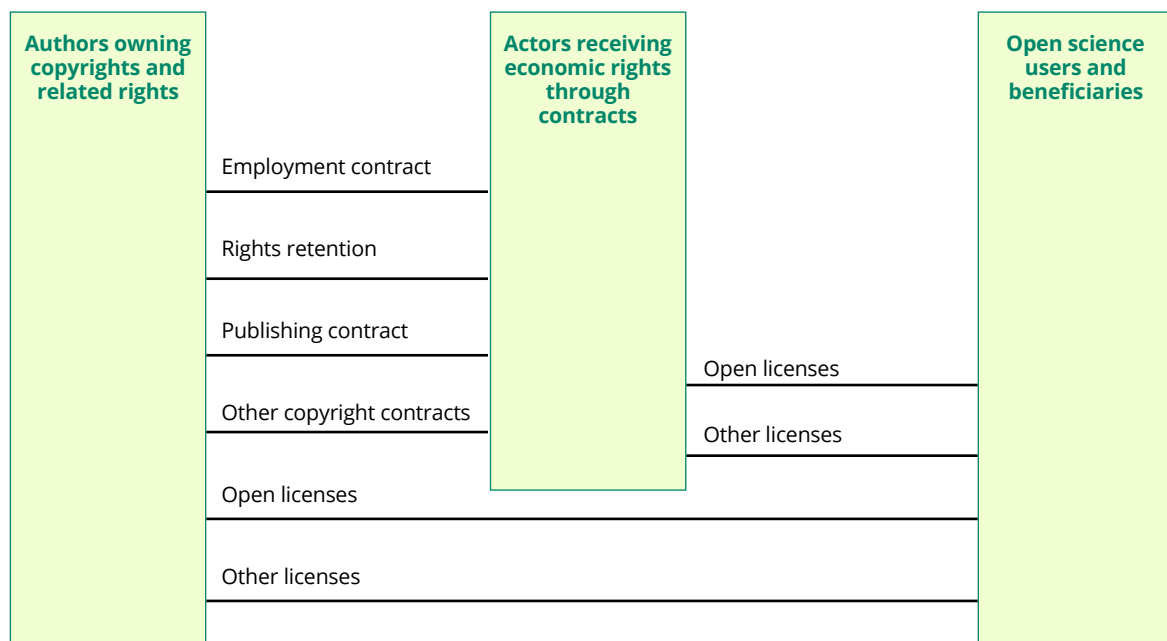 Authors owning
copyrights and
related rights
Actors receiving
economic rights
through
contracts
Open science
users and
beneficiaries
Employment contract
Rights retention
Publishing contract
Other copyright contracts
Open licenses
Other licenses
Open licenses
Other licenses